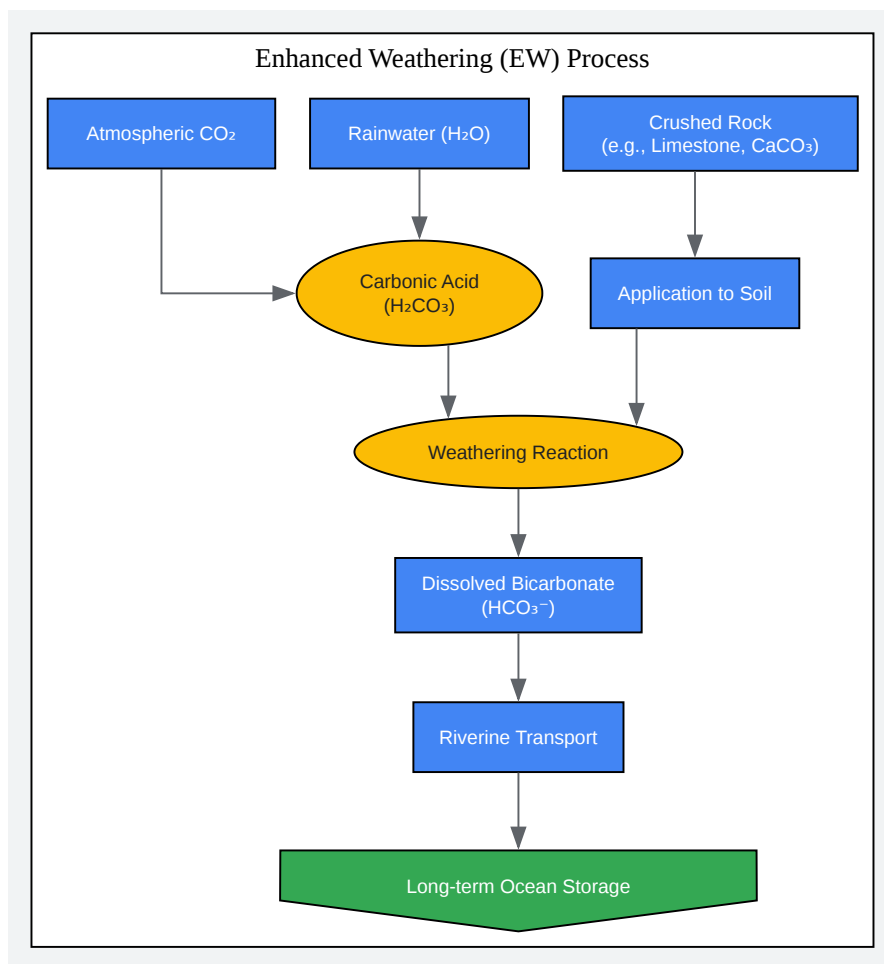 Enhanced Weathering (EW) Process
Atmospheric CO₂
Rainwater (H₂O)
Crushed Rock
(e.g., Limestone, CaCO₃)
Carbonic Acid
(H₂CO₃)
Application to Soil
Weathering Reaction
Dissolved Bicarbonate
(HCO₃⁻)
Riverine Transport
Long-term Ocean Storage